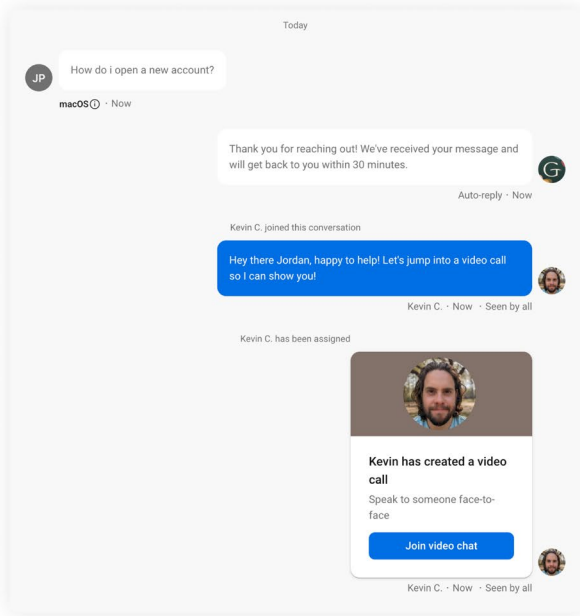 Today
JP
How do i open a new account?
macOS · Now
Thank you for reaching out! We've received your message and
will get back to you within 30 minutes.
G
Auto-reply · Now
Kevin C. joined this conversation
Hey there Jordan, happy to help! Let's jump into a video call
so I can show you!
Kevin C. · Now · Seen by all
Kevin C. has been assigned
Kevin has created a video
call
Speak to someone face-to-
face
Join video chat
Kevin C. · Now · Seen by all